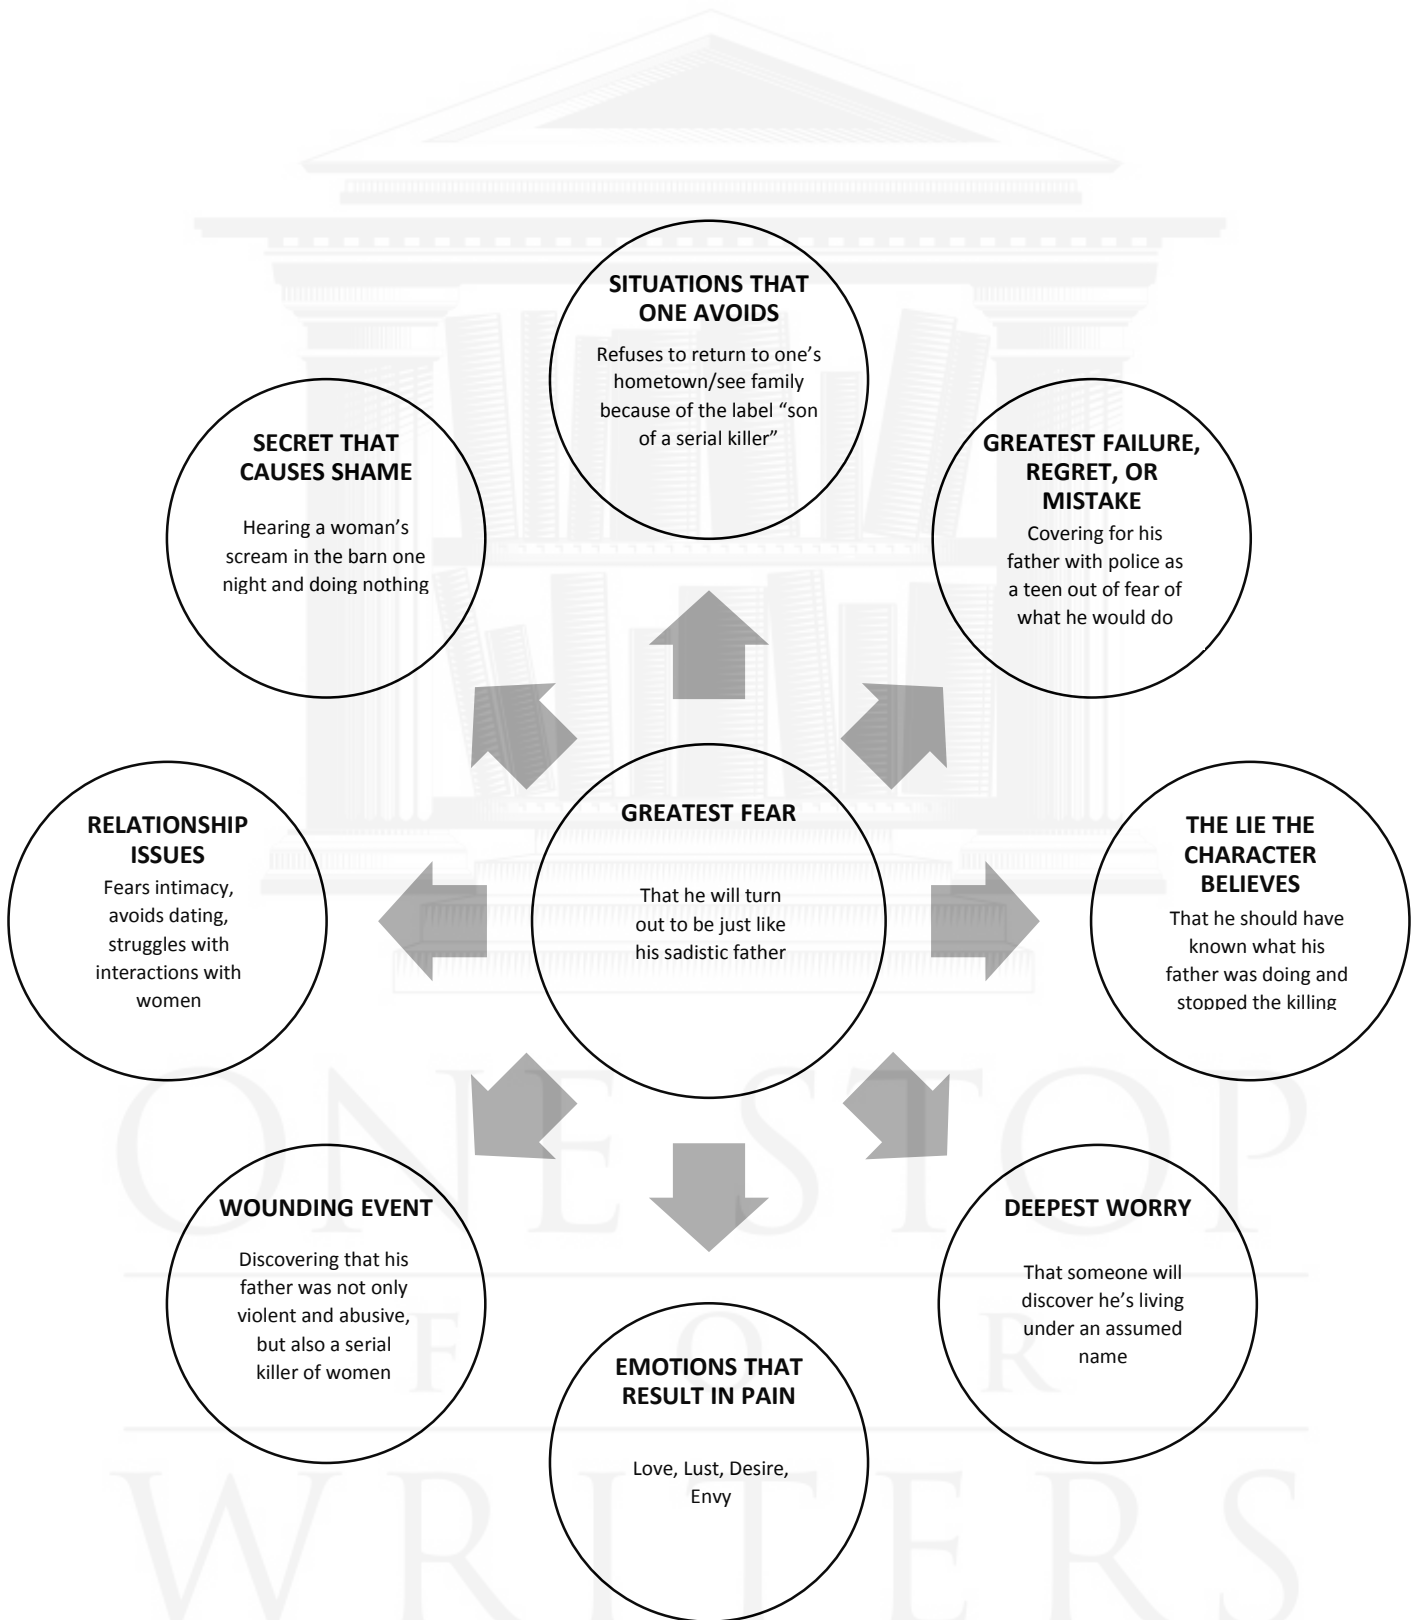 SITUATIONS THAT
ONE AVOIDS
Refuses to return to one’s
hometown/see family
because of the label “son
of a serial killer”
SECRET THAT
CAUSES SHAME
Hearing a woman’s
scream in the barn one
night and doing nothing
GREATEST FAILURE,
REGRET, OR
MISTAKE
Covering for his
father with police as
a teen out of fear of
what he would do
RELATIONSHIP
ISSUES
Fears intimacy,
avoids dating,
struggles with
interactions with
women
GREATEST FEAR
That he will turn
out to be just like
his sadistic father
THE LIE THE
CHARACTER
BELIEVES
That he should have
known what his
father was doing and
stopped the killing
WOUNDING EVENT
Discovering that his
father was not only
violent and abusive,
but also a serial
killer of women
DEEPEST WORRY
That someone will
discover he’s living
under an assumed
name
EMOTIONS THAT
RESULT IN PAIN
Love, Lust, Desire,
Envy
ONE STOP
FOR
WRITERS